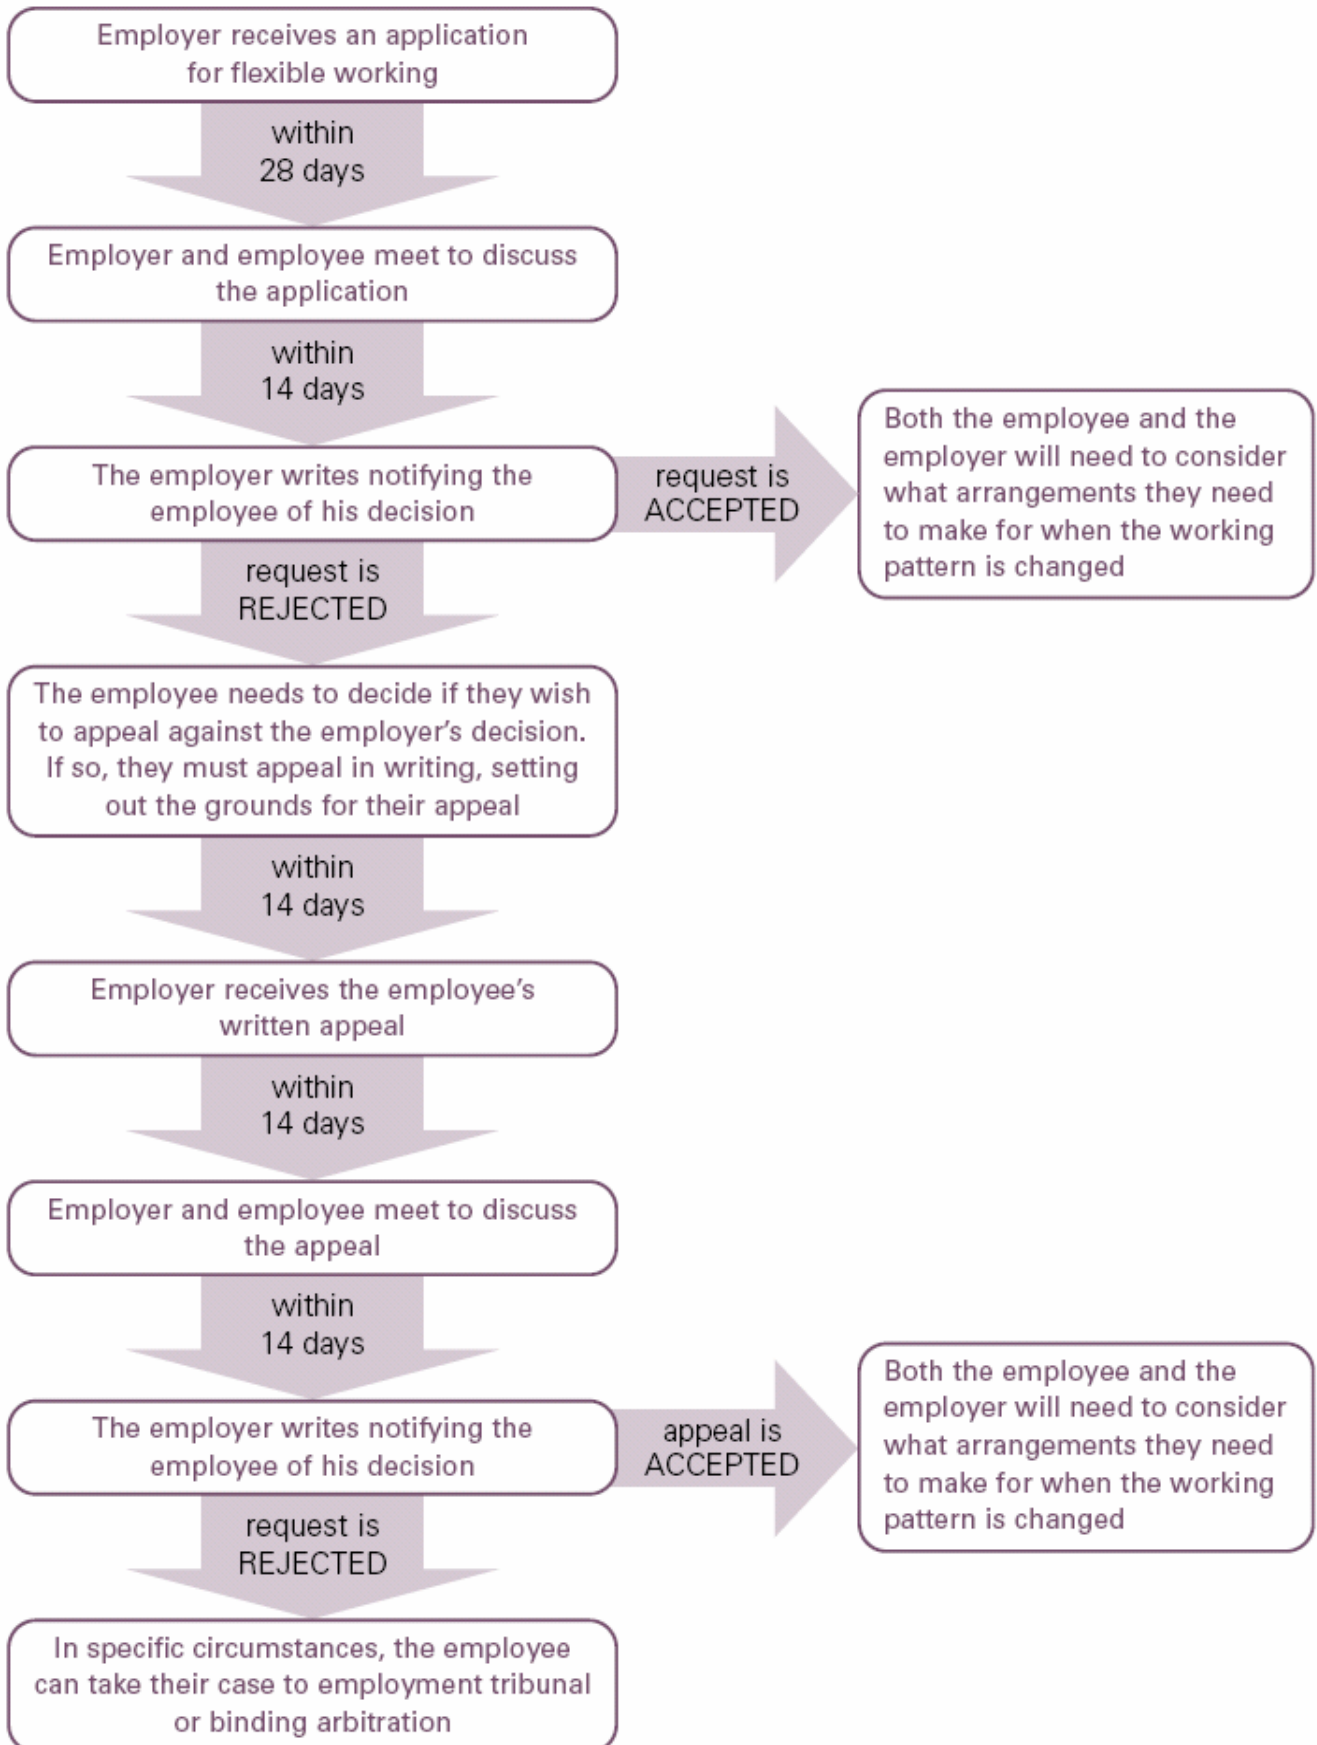 Employer receives an application
for flexible working
within
28 days
Employer and employee meet to discuss
the application
within
14 days
The employer writes notifying the
employee of his decision
request is
ACCEPTED
Both the employee and the
employer will need to consider
what arrangements they need
to make for when the working
pattern is changed
request is
REJECTED
The employee needs to decide if they wish
to appeal against the employer’s decision.
If so, they must appeal in writing, setting
out the grounds for their appeal
within
14 days
Employer receives the employee’s
written appeal
within
14 days
Employer and employee meet to discuss
the appeal
within
14 days
The employer writes notifying the
employee of his decision
appeal is
ACCEPTED
Both the employee and the
employer will need to consider
what arrangements they need
to make for when the working
pattern is changed
request is
REJECTED
In specific circumstances, the employee
can take their case to employment tribunal
or binding arbitration